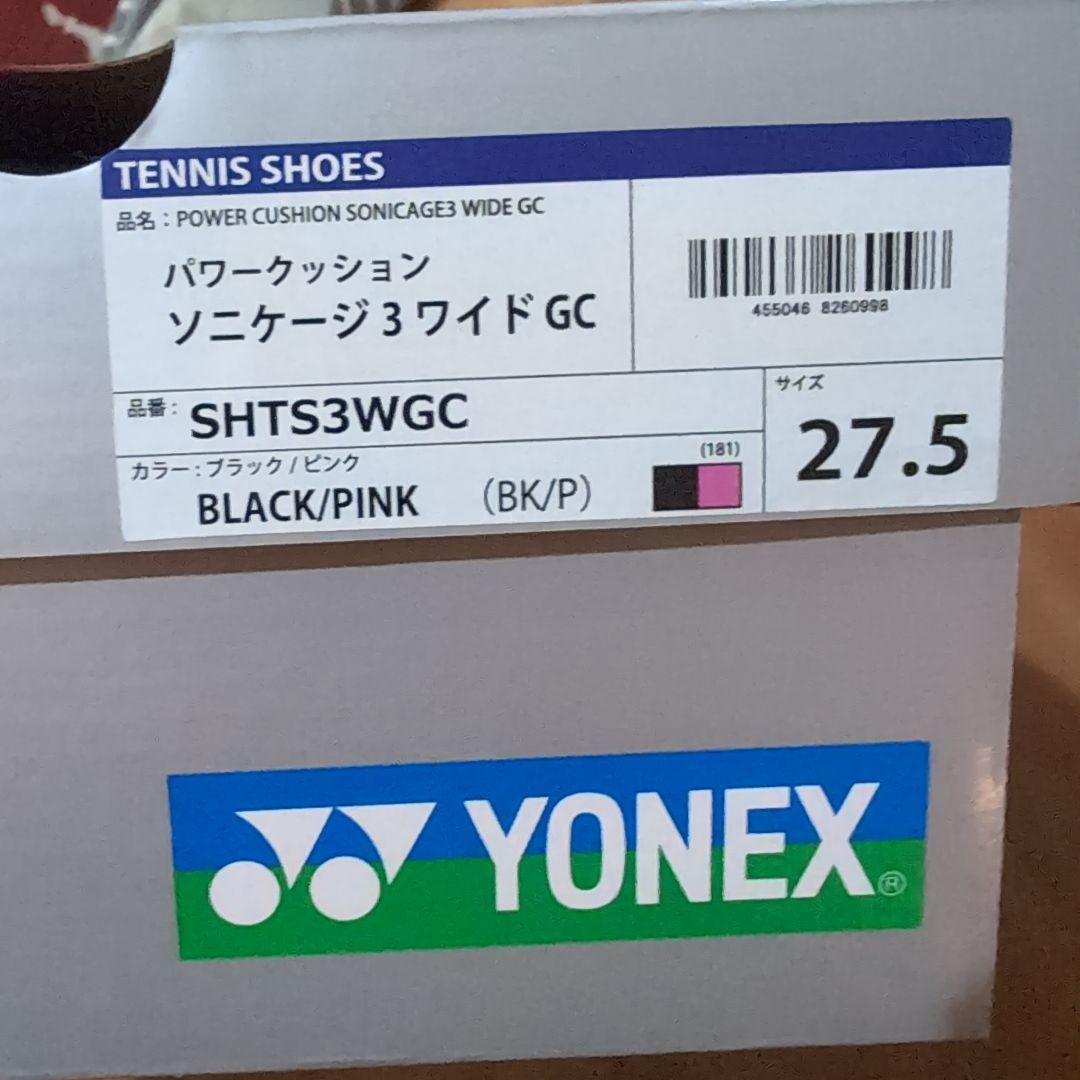 TENNIS SHOES
品名：POWER CUSHION SONICAGE3 WIDE GC
パワークッション
ソニケージ3ワイドGC
455046 8260998
品番： SHTS3WGC
カラー：ブラック/ピンク
(181)
BLACK/PINK （BK/P）
サイズ
27.5
YONEX®